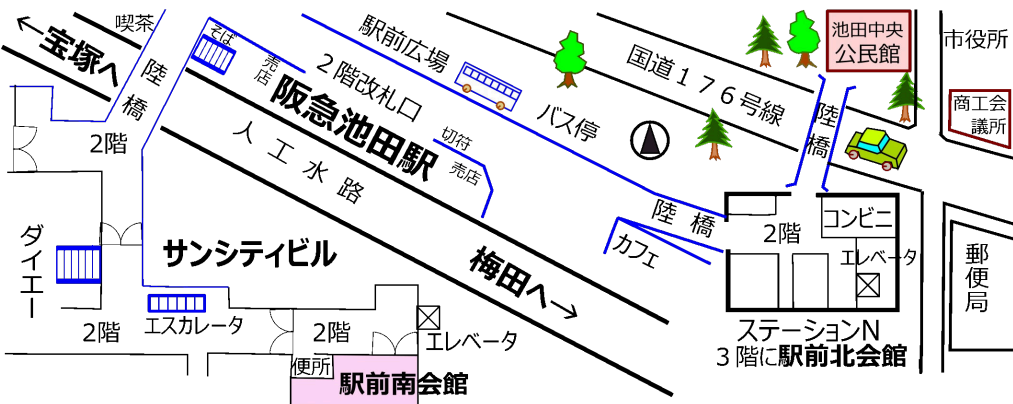 喫茶
←宝塚へ
陸橋
2階
そば
売店
駅前広場
2階改札口
阪急池田駅
切符
売店
人工水路
梅田へ→
バス停
国道176号線
池田中央
公民館
市役所
商工会
議所
陸橋
陸橋
カフェ
2階
コンビニ
エレベータ
郵便局
ステーションN
3階に駅前北会館
ダイエー
サンシティビル
エスカレータ
2階
2階
エレベータ
便所
駅前南会館